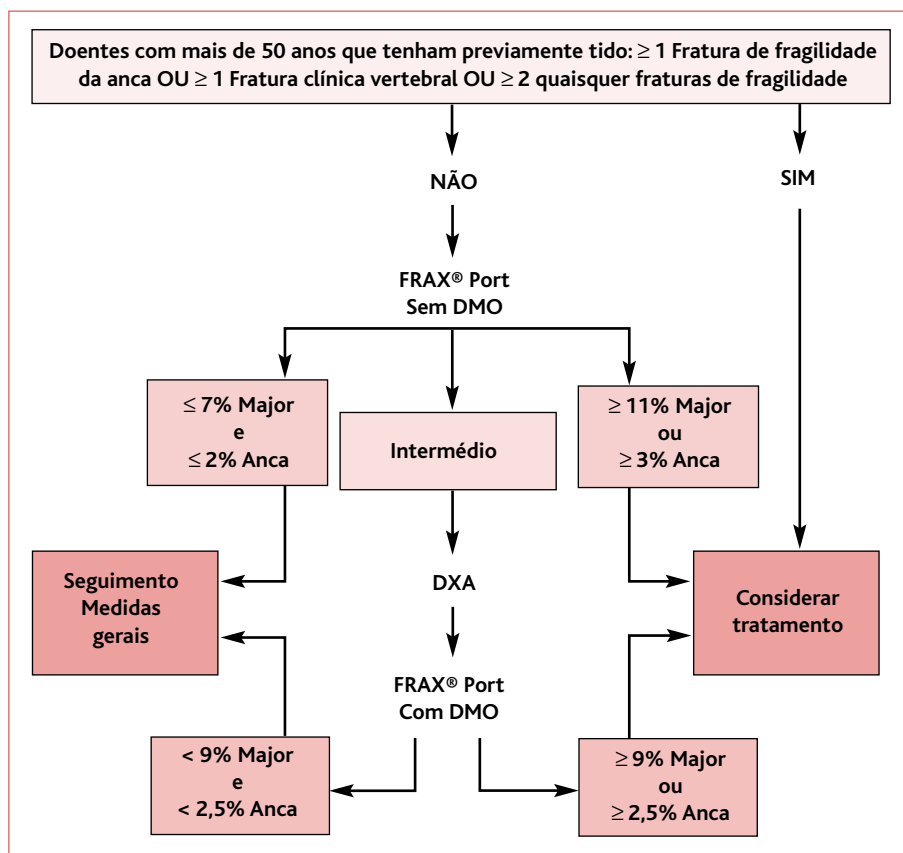 Doentes com mais de 50 anos que tenham previamente tido: ≥ 1 Fratura de fragilidade
da anca OU ≥ 1 Fratura clínica vertebral OU ≥ 2 quaisquer fraturas de fragilidade
NÃO
SIM
FRAX® Port
Sem DMO
≤ 7% Major
e
≤ 2% Anca
Intermédio
≥ 11% Major
ou
≥ 3% Anca
Seguimento
Medidas
gerais
DXA
Considerar
tratamento
FRAX® Port
Com DMO
< 9% Major
e
< 2,5% Anca
≥ 9% Major
ou
≥ 2,5% Anca